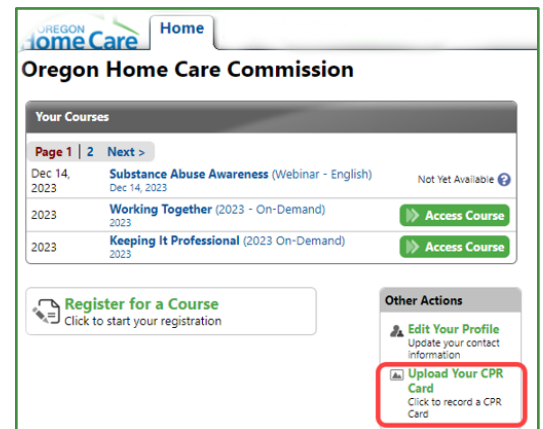 OREGON
Home Care
Home
Oregon Home Care Commission
Your Courses
Page 1 | 2 Next >
Dec 14, 2023 Substance Abuse Awareness (Webinar - English) Not Yet Available ?
Dec 14, 2023
2023 Working Together (2023 - On-Demand) Access Course
2023
2023 Keeping It Professional (2023 On-Demand) Access Course
2023
Register for a Course
Click to start your registration
Other Actions
Edit Your Profile
Update your contact
information
Upload Your CPR
Card
Click to record a CPR
Card